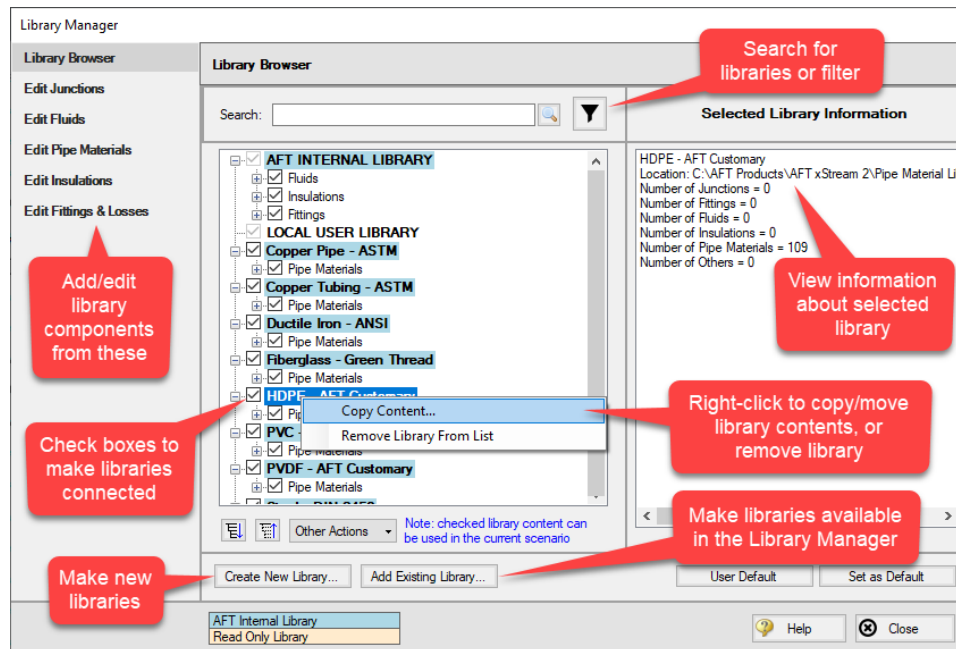 Library Manager
Library Browser
Edit Junctions
Edit Fluids
Edit Pipe Materials
Edit Insulations
Edit Fittings & Losses
Add/edit
library
components
from these
Library Browser
Search for
libraries or filter
Search:
Selected Library Information
AFT INTERNAL LIBRARY
Fluids
Insulations
Fittings
LOCAL USER LIBRARY
Copper Pipe - ASTM
Pipe Materials
Copper Tubing - ASTM
Pipe Materials
Ductile Iron - ANSI
Pipe Materials
Fiberglass - Green Thread
Pipe Materials
HDPE - AFT Customary
Pip
PVC -
Pipe Materials
PVDF - AFT Customary
Pipe Materials
Copy Content...
Remove Library From List
Check boxes to
make libraries
connected
HDPE - AFT Customary
Location: C:\AFT Products\AFT xStream 2\Pipe Material Li
Number of Junctions = 0
Number of Fittings = 0
Number of Fluids = 0
Number of Insulations = 0
Number of Pipe Materials = 109
Number of Others = 0
View information
about selected
library
Right-click to copy/move
library contents, or
remove library
Make libraries available
in the Library Manager
Other Actions
Note: checked library content can
be used in the current scenario
Make new
libraries
Create New Library...
Add Existing Library...
User Default
Set as Default
AFT Internal Library
Read Only Library
Help
Close